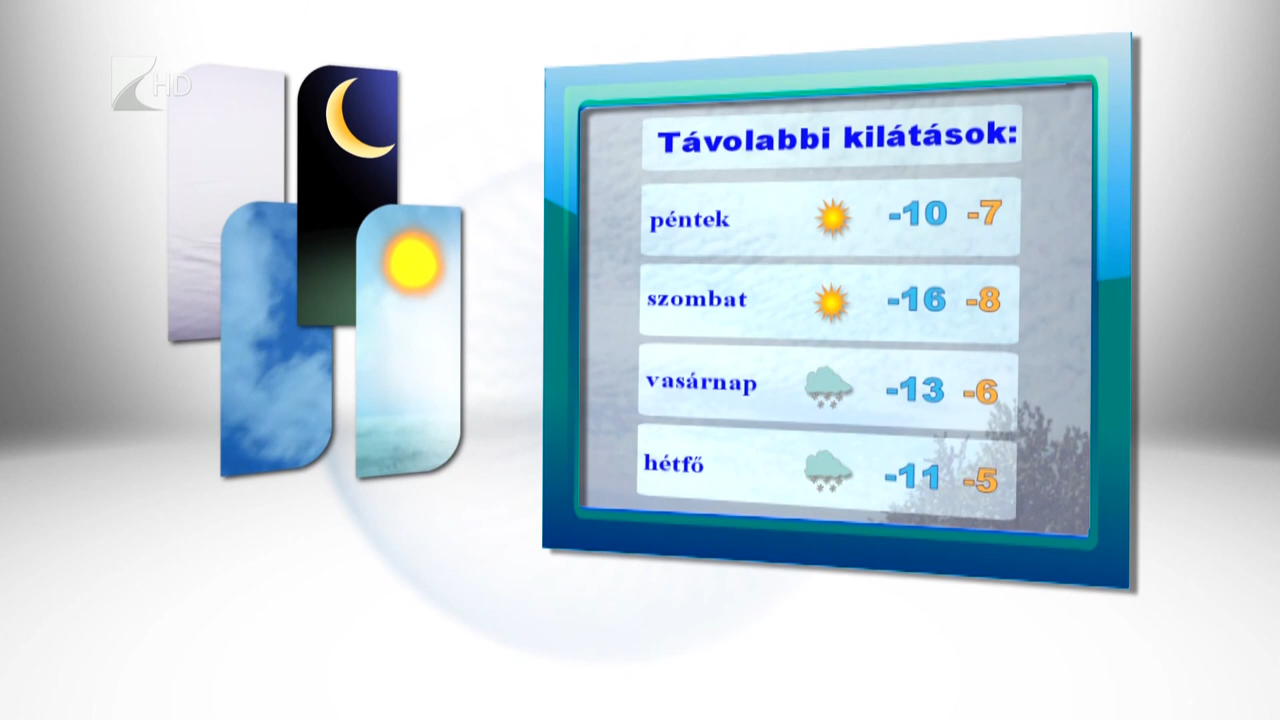 HD
Távolabbi kilátások:
péntek -10 -7
szombat -16 -8
vasárnap -13 -6
hétfő -11 -5